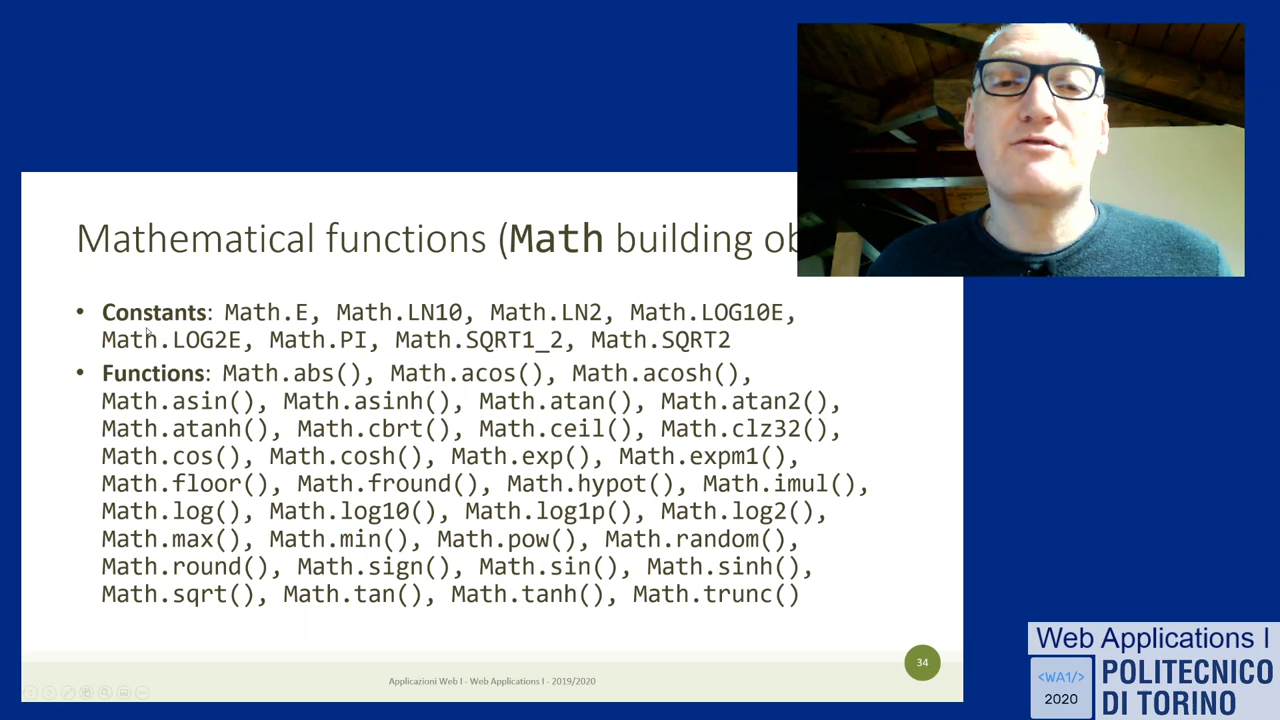 Mathematical functions (Math building ob
• Constants: Math.E, Math.LN10, Math.LN2, Math.LOG10E,
Math.LOG2E, Math.PI, Math.SQRT1_2, Math.SQRT2
• Functions: Math.abs(), Math.acos(), Math.acosh(),
Math.asin(), Math.asinh(), Math.atan(), Math.atan2(),
Math.atanh(), Math.cbrt(), Math.ceil(), Math.clz32(),
Math.cos(), Math.cosh(), Math.exp(), Math.expm1(),
Math.floor(), Math.fround(), Math.hypot(), Math.imul(),
Math.log(), Math.log10(), Math.log1p(), Math.log2(),
Math.max(), Math.min(), Math.pow(), Math.random(),
Math.round(), Math.sign(), Math.sin(), Math.sinh(),
Math.sqrt(), Math.tan(), Math.tanh(), Math.trunc()
34
Applicazioni Web I - Web Applications I - 2019/2020
Web Applications I
<WA1/>
2020
POLITECNICO
DI TORINO